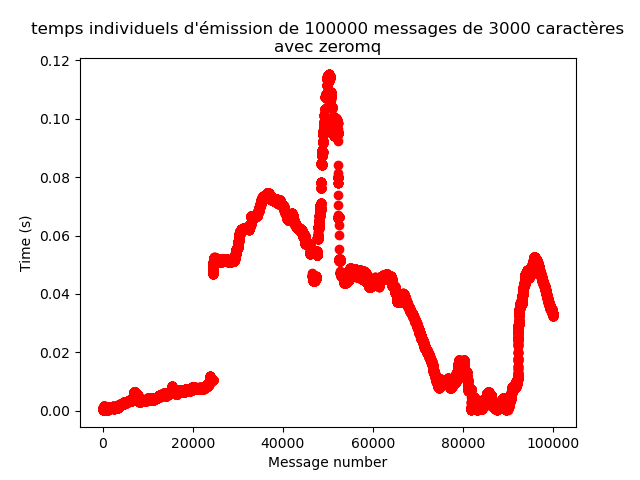 temps individuels d'émission de 100000 messages de 3000 caractères
avec zeromq
0.12
0.10
0.08
0.06
0.04
0.02
0.00
Time (s)
0 20000 40000 60000 80000 100000
Message number